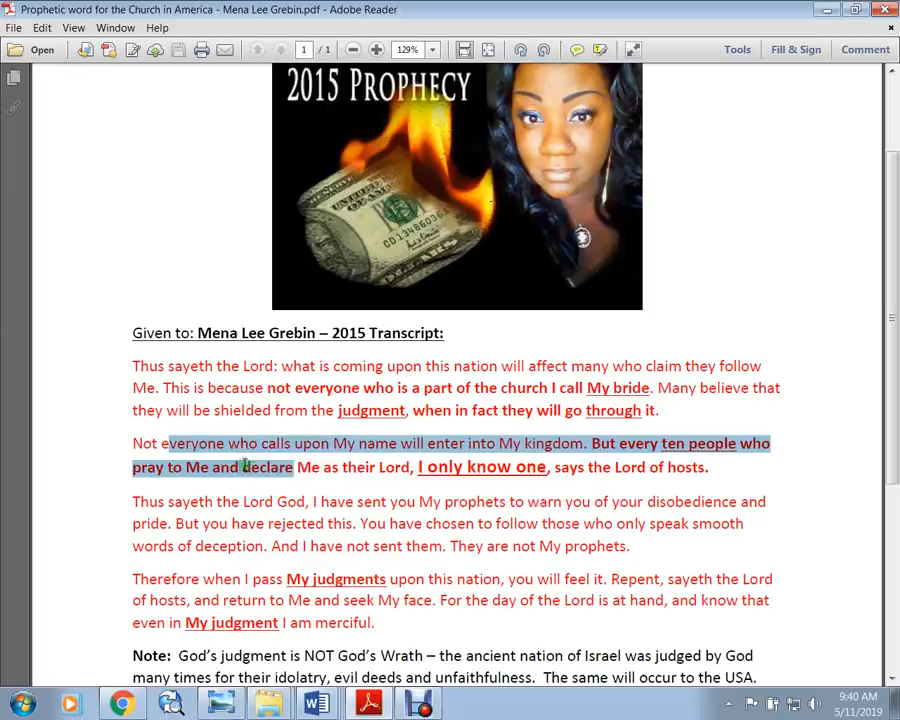 Prophetic word for the Church in America - Mena Lee Grebin.pdf - Adobe Reader
File Edit View Window Help
Open 1 / 1 129% Tools Fill & Sign Comment
2015 PROPHECY
Given to: Mena Lee Grebin – 2015 Transcript:
Thus sayeth the Lord: what is coming upon this nation will affect many who claim they follow
Me. This is because not everyone who is a part of the church I call My bride. Many believe that
they will be shielded from the judgment, when in fact they will go through it.
Not everyone who calls upon My name will enter into My kingdom. But every ten people who
pray to Me and declare Me as their Lord, I only know one, says the Lord of hosts.
Thus sayeth the Lord God, I have sent you My prophets to warn you of your disobedience and
pride. But you have rejected this. You have chosen to follow those who only speak smooth
words of deception. And I have not sent them. They are not My prophets.
Therefore when I pass My judgments upon this nation, you will feel it. Repent, sayeth the Lord
of hosts, and return to Me and seek My face. For the day of the Lord is at hand, and know that
even in My judgment I am merciful.
Note: God's judgment is NOT God's Wrath – the ancient nation of Israel was judged by God
many times for their idolatry, evil deeds and unfaithfulness. The same will occur to the USA.
9:40 AM
5/11/2019